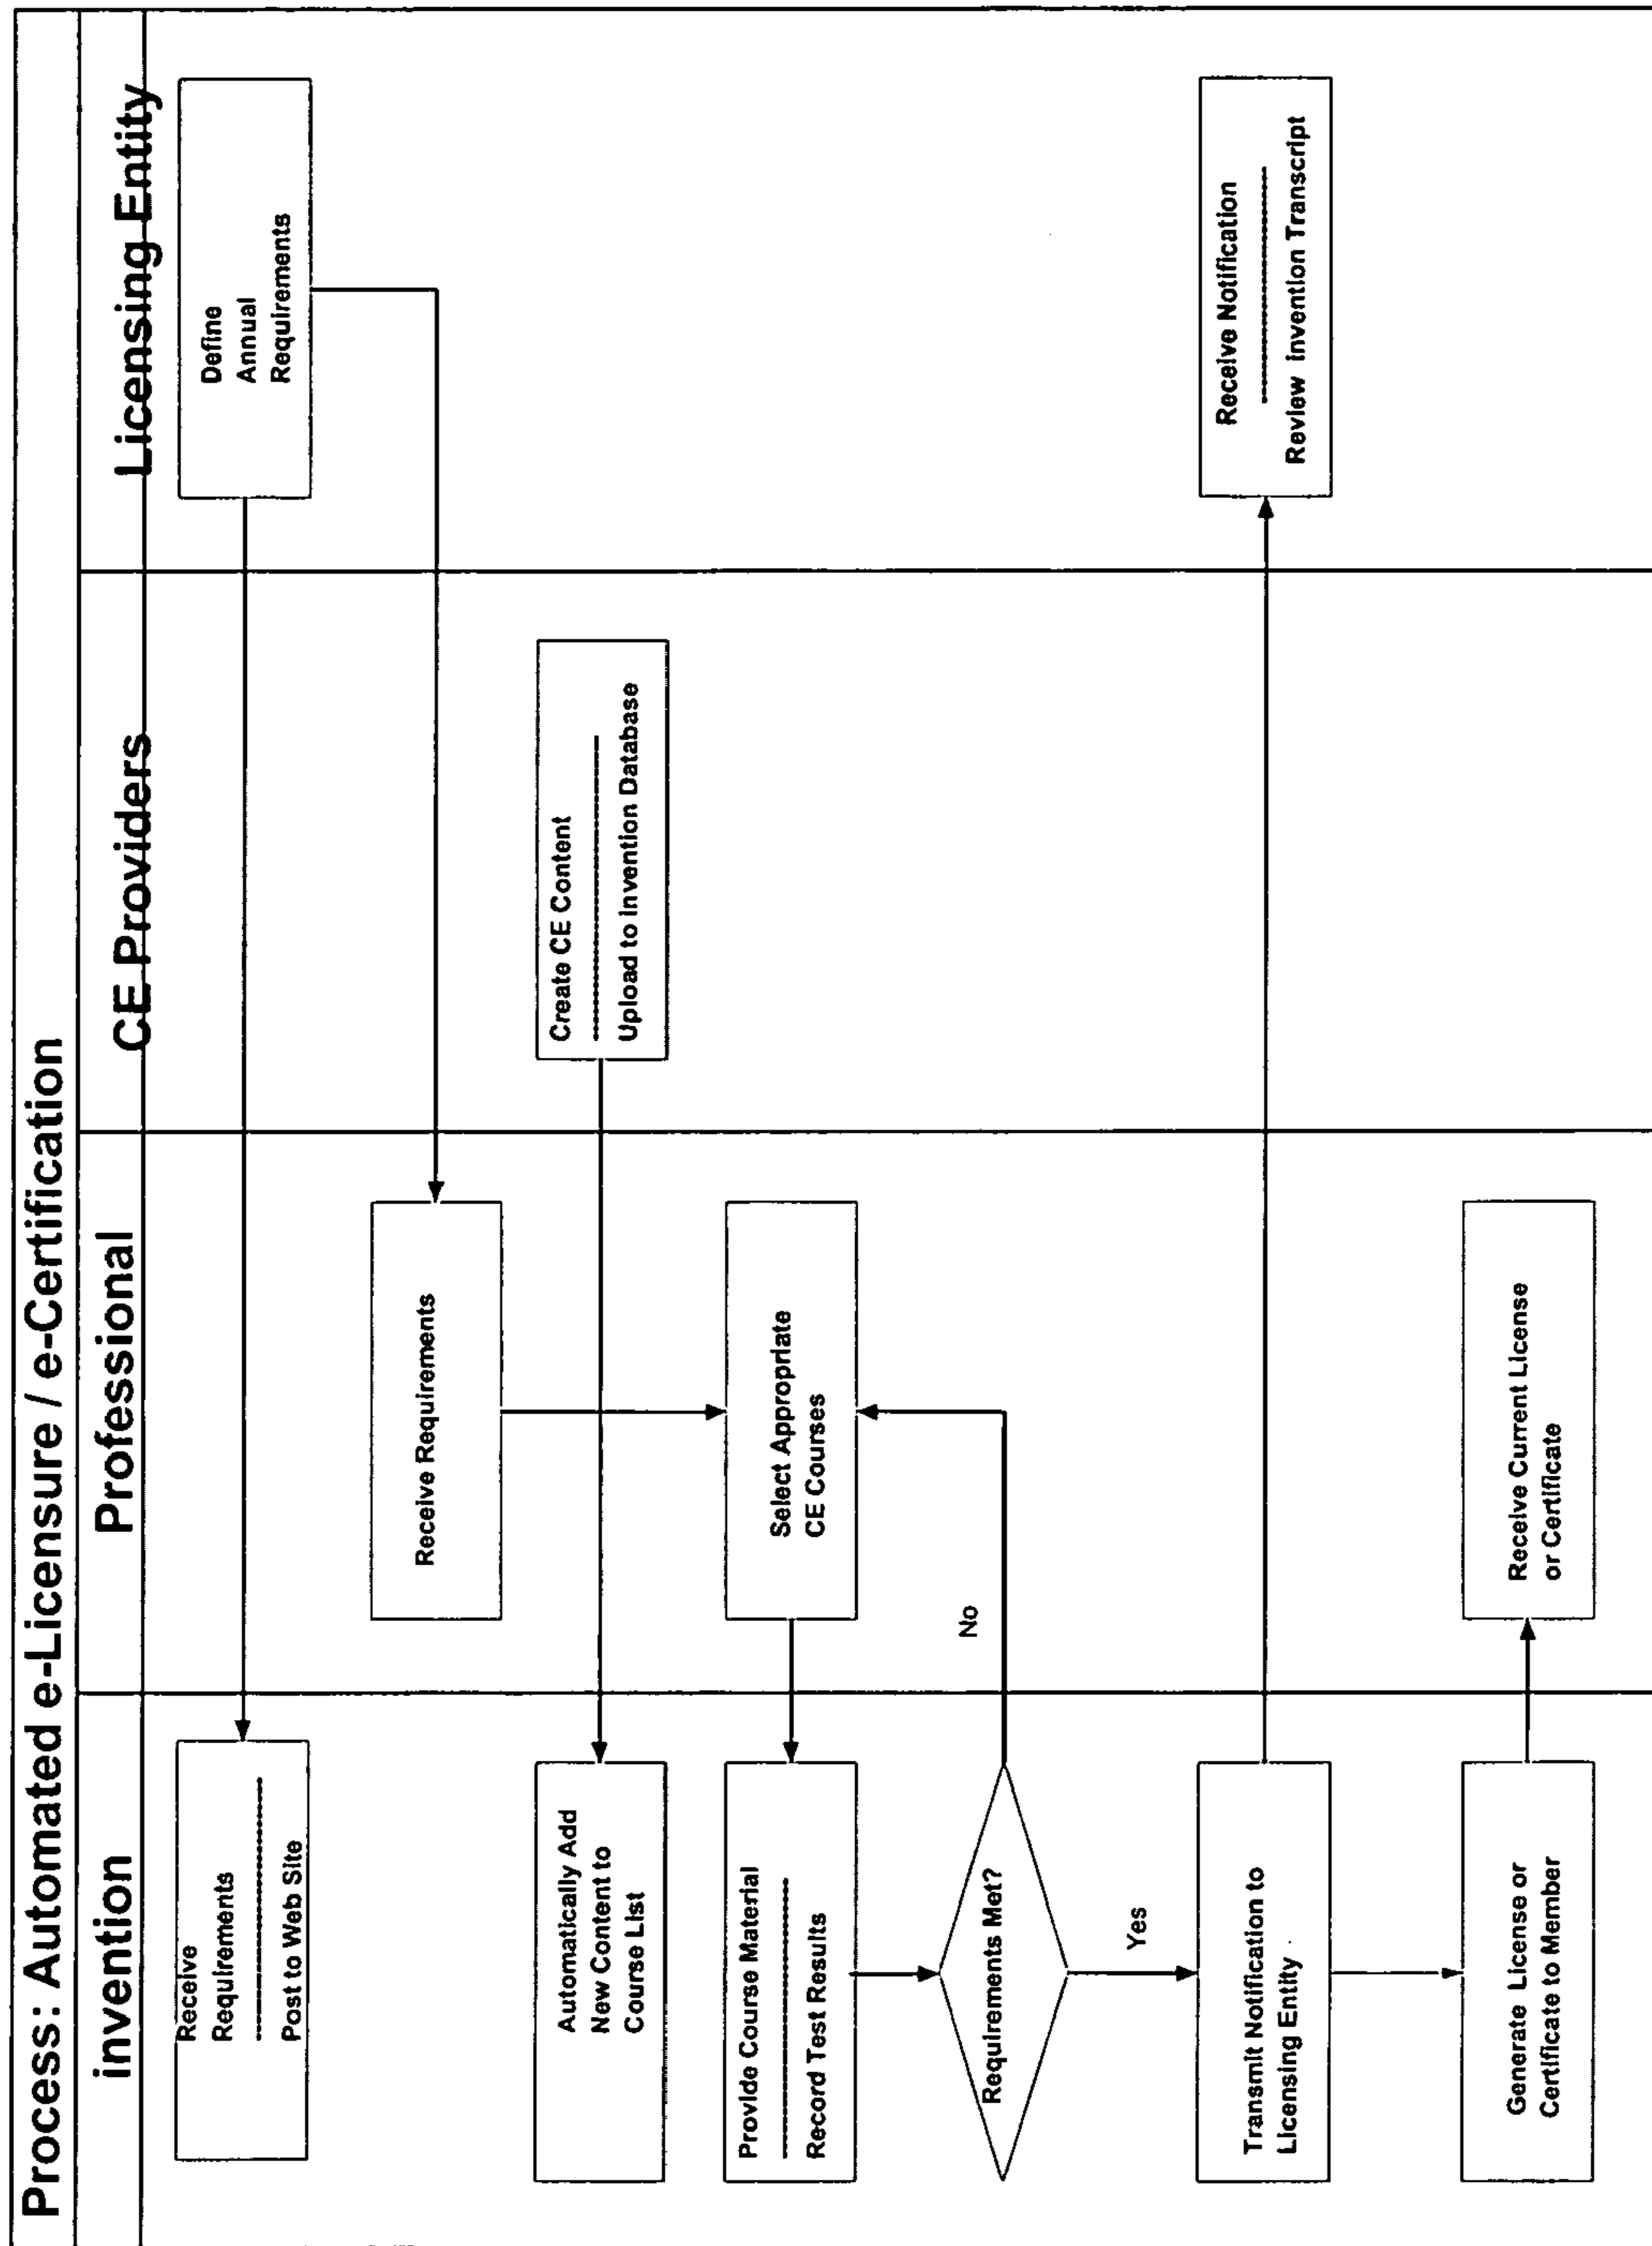 Process: Automated e-Licensure / e-Certification
invention
Professional
CE Providers
Licensing Entity
Receive
Requirements
Post to Web Site
Define
Annual
Requirements
Receive Requirements
Automatically Add
New Content to
Course List
Create CE Content
Upload to Invention Database
Provide Course Material
Record Test Results
Select Appropriate
CE Courses
Requirements Met?
No
Yes
Transmit Notification to
Licensing Entity
Receive Notification
Review invention Transcript
Generate License or
Certificate to Member
Receive Current License
or Certificate